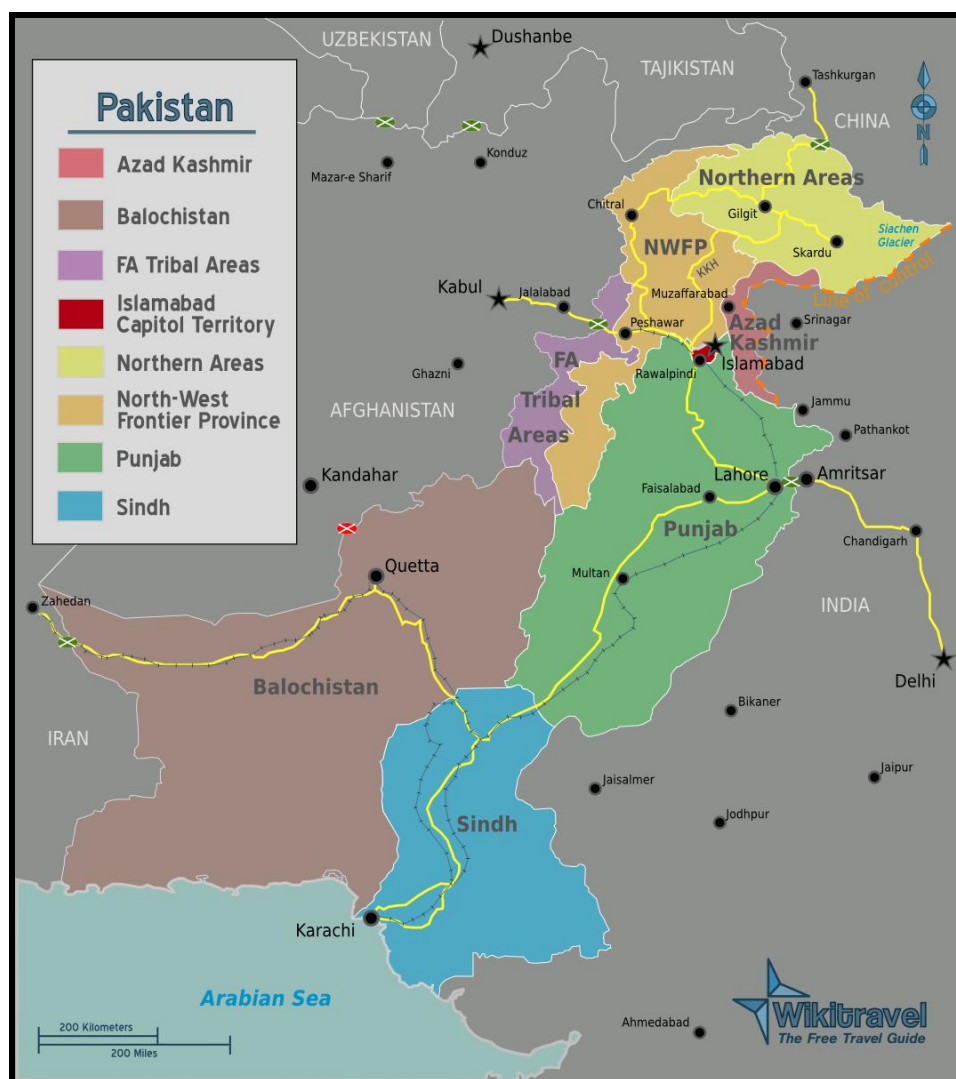 UZBEKISTAN
Dushanbe
TAJIKISTAN
Tashkurgan
CHINA
N
Pakistan
Azad Kashmir
Balochistan
FA Tribal Areas
Islamabad
Capitol Territory
Northern Areas
North-West
Frontier Province
Punjab
Sindh
Mazar-e Sharif
Konduz
Northern Areas
Chitral
Gilgit
Siachen
Glacier
Skardu
NWFP
KKH
Line of control
Kabul
Jalalabad
Muzaffarabad
Azad
Kashmir
Srinagar
Peshawar
Islamabad
Rawalpindi
Ghazni
FA
Tribal
Areas
AFGHANISTAN
Jammu
Pathankot
Kandahar
Lahore
Amritsar
Faisalabad
Punjab
Chandigarh
Quetta
Multan
Zahedan
INDIA
Balochistan
Delhi
Bikaner
IRAN
Jaisalmer
Jaipur
Jodhpur
Sindh
Karachi
Arabian Sea
200 Kilometers
200 Miles
Ahmedabad
Wikitravel
The Free Travel Guide